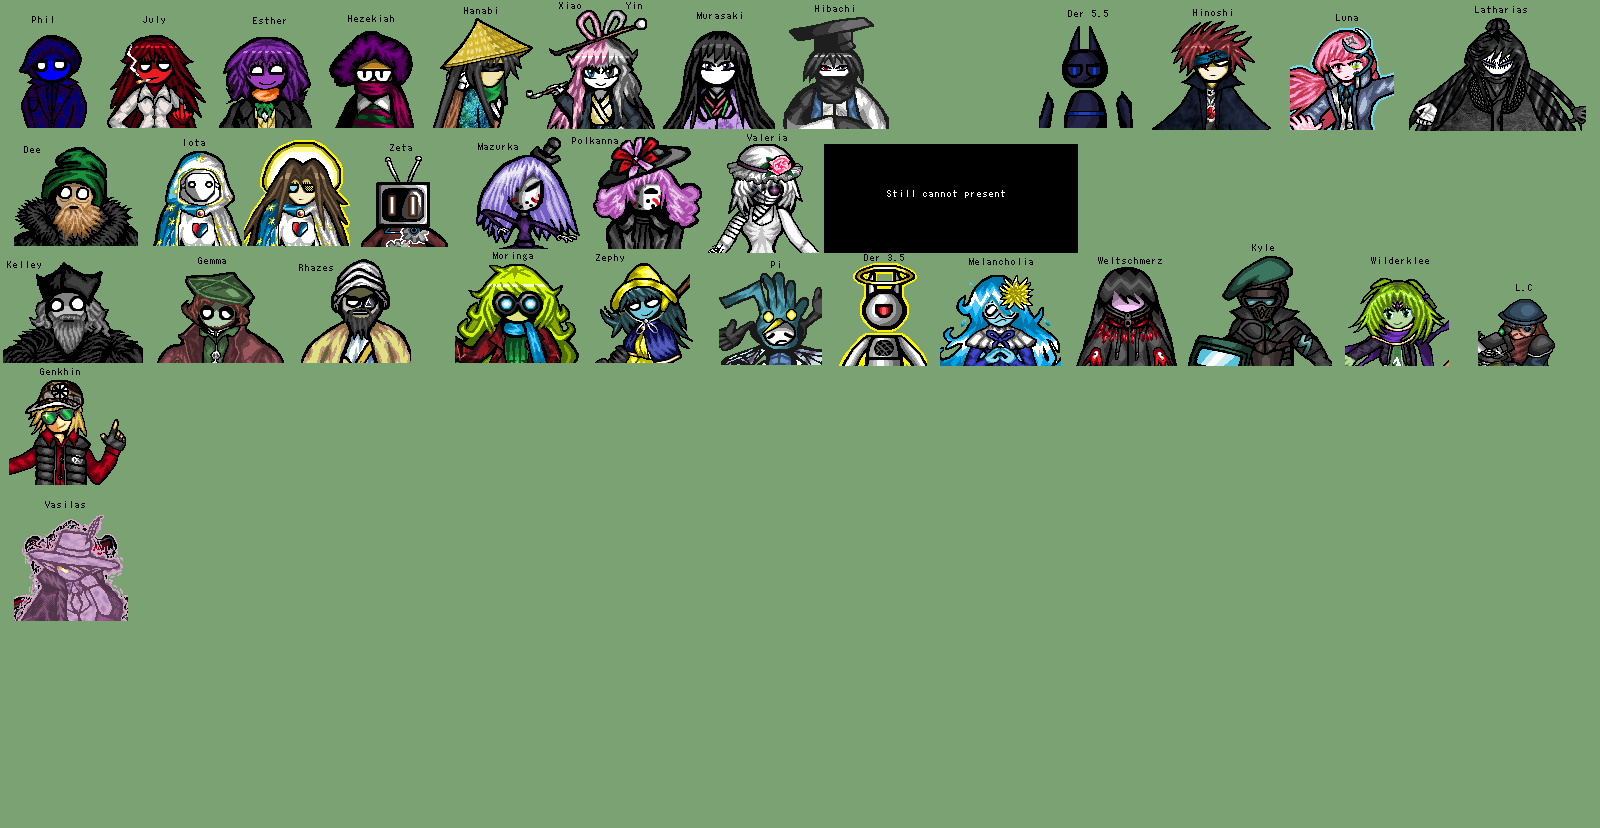 Phil
July
Esther
Hezekiah
Hanabi
Xiao Yin
Murasaki
Hibachi
Der 5.5
Hinoshi
Luna
Latharias
Dee
Iota
Zeta
Mazurka
Polkanna
Valeria
Still cannot present
Kelley
Gemma
Rhazes
Moringa
Zephy
Pi
Der 3.5
Melancholia
Weltschmerz
Kyle
Wilderklee
L.C
Genkhin
Vasilas